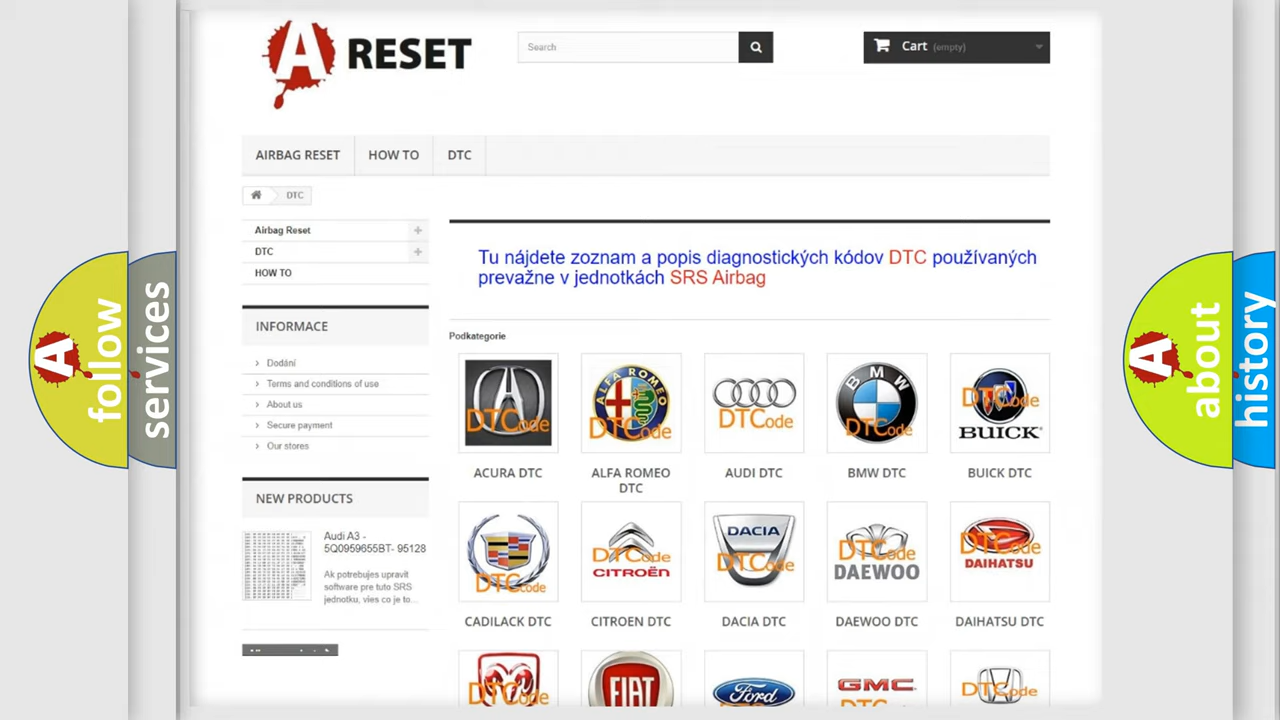 A RESET
Search
Cart (empty)
AIRBAG RESET
HOW TO
DTC
DTC
Airbag Reset
DTC
HOW TO
Tu nájdete zoznam a popis diagnostických kódov DTC používaných
prevažne v jednotkách SRS Airbag
INFORMACE
Dodání
Terms and conditions of use
About us
Secure payment
Our stores
NEW PRODUCTS
Audi A3 -
5Q0959655BT- 95128
Ak potrebujes upravit
software pre tuto SRS
jednotku, vies co je to...
Podkategorie
DTCode
ALFA ROMEO
DTCode
DTCode
BMW
DTCode
DTCode
BUICK
ACURA DTC
ALFA ROMEO
DTC
AUDI DTC
BMW DTC
BUICK DTC
DTCode
DTCode
CITROËN
DACIA
DTCode
DTCode
DAEWOO
DTCode
DAIHATSU
CADILACK DTC
CITROEN DTC
DACIA DTC
DAEWOO DTC
DAIHATSU DTC
DTCode
FIAT
Ford
GMC
DTCode
A follow
services
A about
history